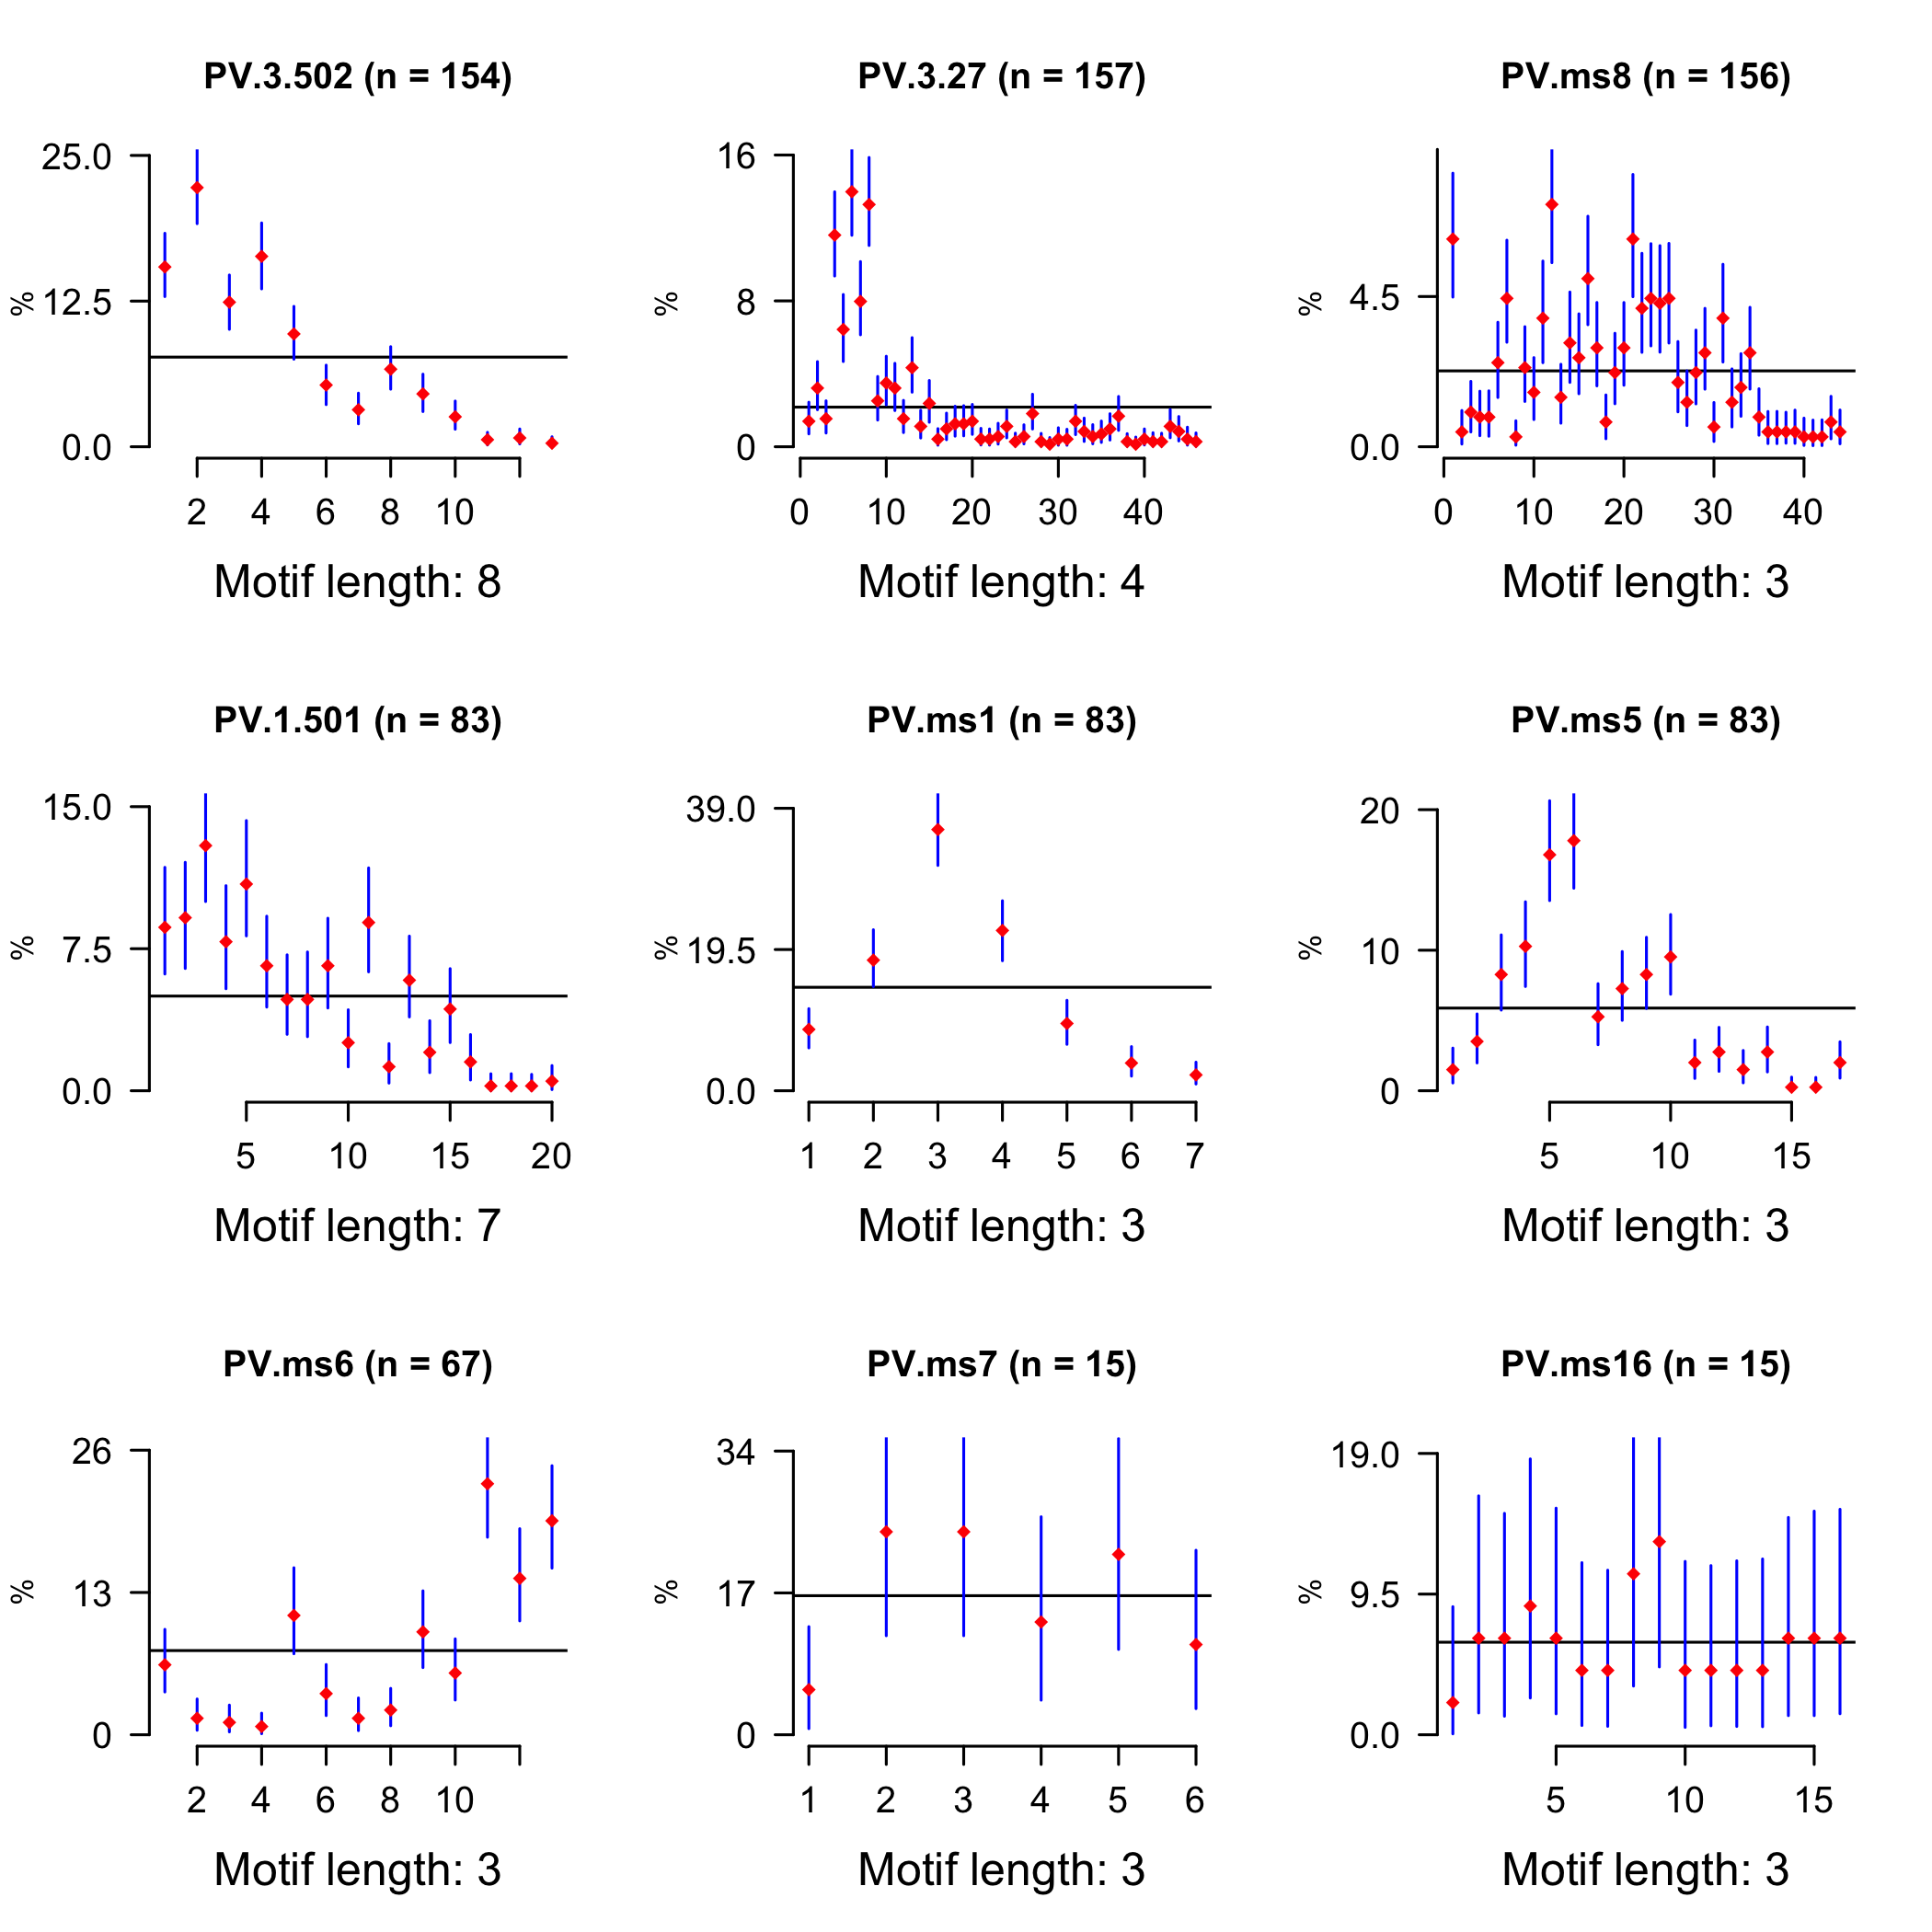 PV.3.502 (n = 154)
%
25.0
12.5
0.0
2 4 6 8 10
Motif length: 8
PV.3.27 (n = 157)
%
16
8
0
0 10 20 30 40
Motif length: 4
PV.ms8 (n = 156)
%
4.5
0.0
0 10 20 30 40
Motif length: 3
PV.1.501 (n = 83)
%
15.0
7.5
0.0
5 10 15 20
Motif length: 7
PV.ms1 (n = 83)
%
39.0
19.5
0.0
1 2 3 4 5 6 7
Motif length: 3
PV.ms5 (n = 83)
%
20
10
0
5 10 15
Motif length: 3
PV.ms6 (n = 67)
%
26
13
0
2 4 6 8 10
Motif length: 3
PV.ms7 (n = 15)
%
34
17
0
1 2 3 4 5 6
Motif length: 3
PV.ms16 (n = 15)
%
19.0
9.5
0.0
5 10 15
Motif length: 3